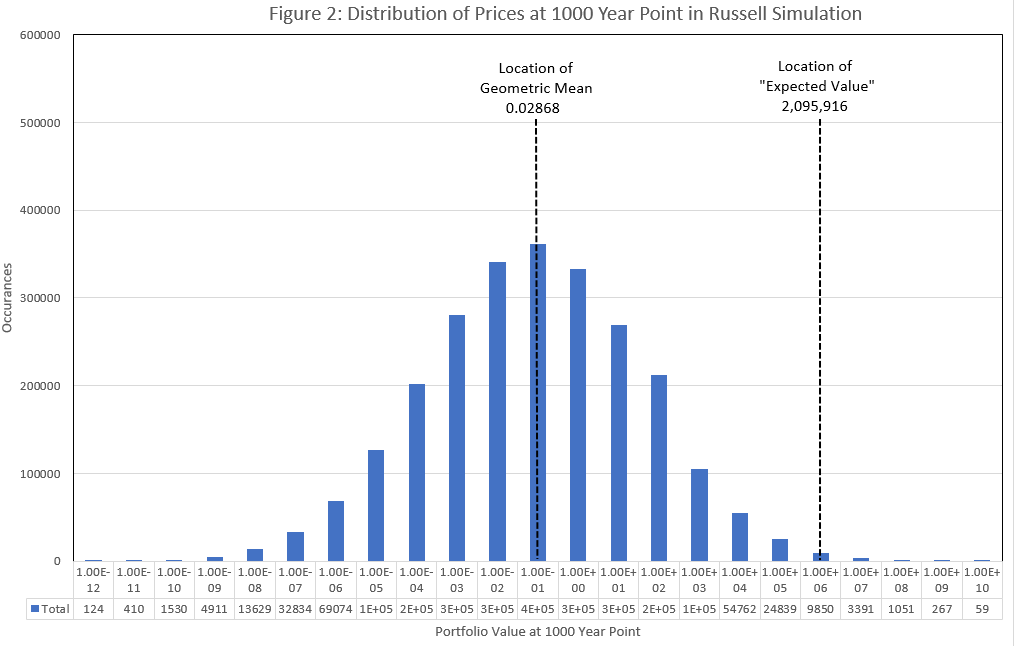 Figure 2: Distribution of Prices at 1000 Year Point in Russell Simulation
600000
500000
400000
300000
200000
100000
0
Occurances
Location of
Geometric Mean
0.02868
Location of
"Expected Value"
2,095,916
1.00E- 1.00E- 1.00E- 1.00E- 1.00E- 1.00E- 1.00E- 1.00E- 1.00E- 1.00E- 1.00E- 1.00E- 1.00E+ 1.00E+ 1.00E+ 1.00E+ 1.00E+ 1.00E+ 1.00E+ 1.00E+ 1.00E+ 1.00E+ 1.00E+
12 11 10 09 08 07 06 05 04 03 02 01 00 01 02 03 04 05 06 07 08 09 10
Total 124 410 1530 4911 13629 32834 69074 1E+05 2E+05 3E+05 3E+05 4E+05 3E+05 3E+05 2E+05 1E+05 54762 24839 9850 3391 1051 267 59
Portfolio Value at 1000 Year Point